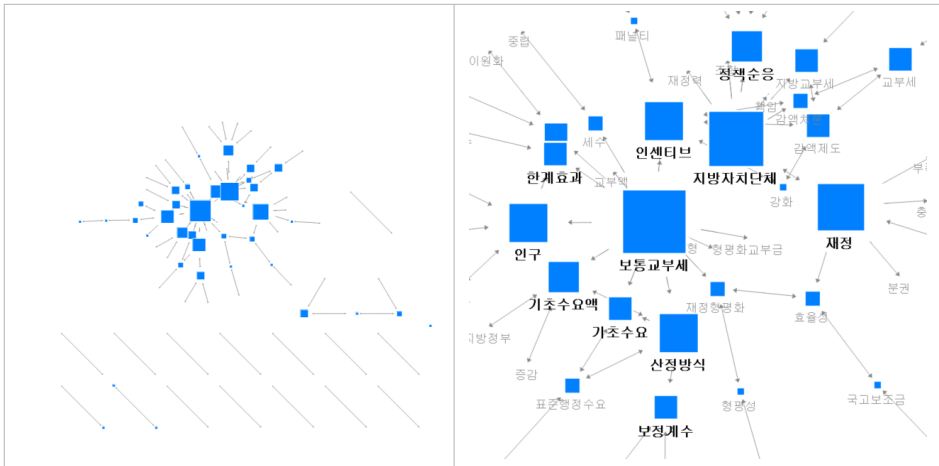 패널티
중립
이원화
정책순응
재정력
지방교부세
교부세
책임
감액제도
세수
인센티브
한계효과
교부액
지방자치단체
강화
재정
인구
형평화교부금
보통교부세
분권
기초수요액
재정형평화
효율성
기초수요
지방정부
산정방식
증감
표준행정수요
형평성
국고보조금
보정계수